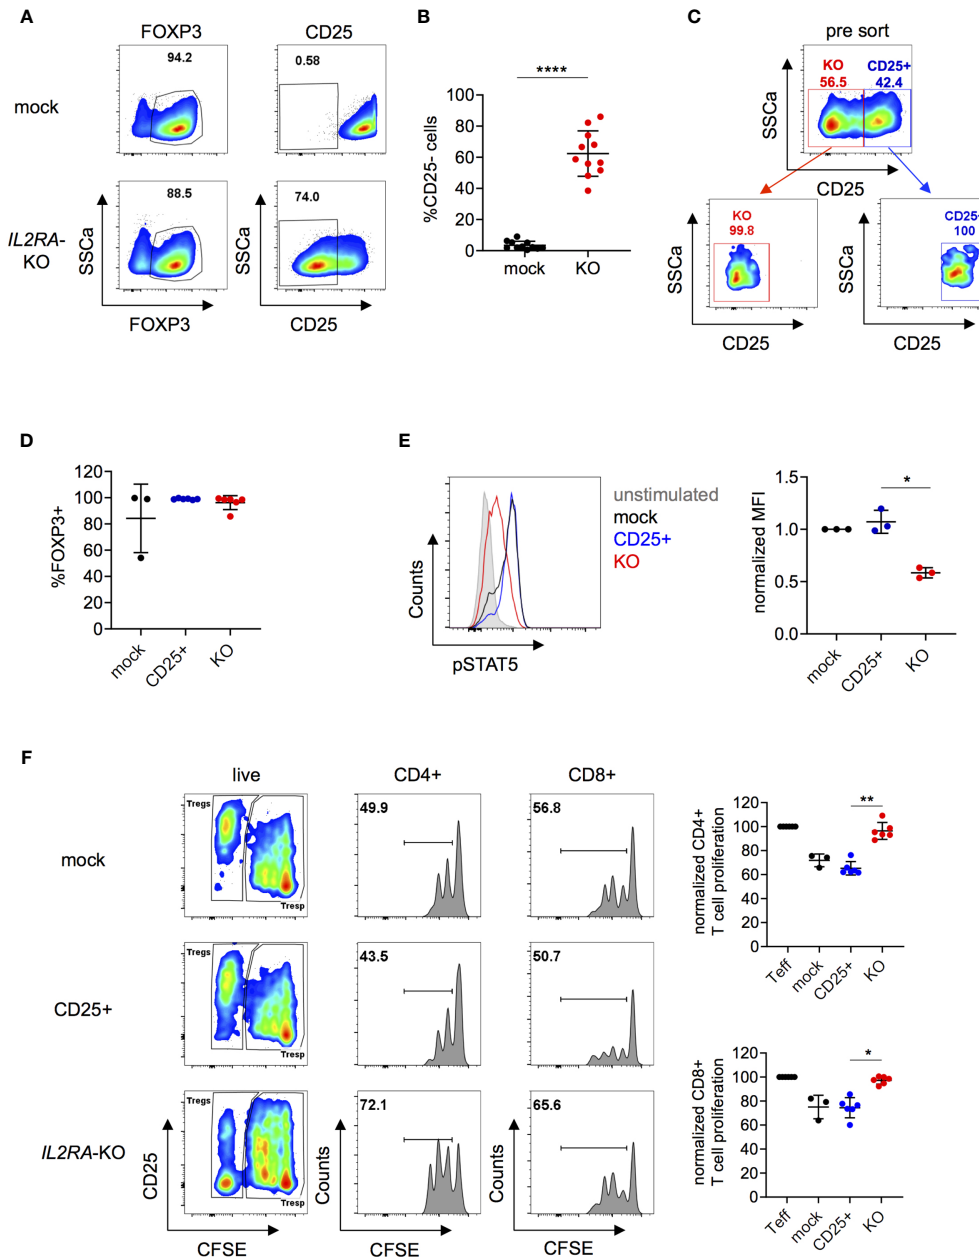 A
FOXP3
CD25
mock
94.2
0.58
IL2RA-
KO
88.5
74.0
SSCa
SSCa
FOXP3
CD25
B
****
%CD25- cells
100
80
60
40
20
0
mock
KO
C
pre sort
KO
56.5
CD25+
42.4
SSCa
CD25
KO
99.8
SSCa
CD25
CD25+
100
SSCa
CD25
D
%FOXP3+
120
100
80
60
40
20
0
mock
CD25+
KO
E
Counts
pSTAT5
unstimulated
mock
CD25+
KO
normalized MFI
1.5
1.0
0.5
0.0
*
mock
CD25+
KO
F
live
CD4+
CD8+
mock
Tregs
Tresp
49.9
56.8
CD25+
Tregs
Tresp
43.5
50.7
IL2RA-KO
Tregs
Tresp
72.1
65.6
CD25
CFSE
Counts
CFSE
Counts
CFSE
normalized CD4+
T cell proliferation
120
100
80
60
40
20
0
**
Teff
mock
CD25+
KO
normalized CD8+
T cell proliferation
120
100
80
60
40
20
0
*
Teff
mock
CD25+
KO